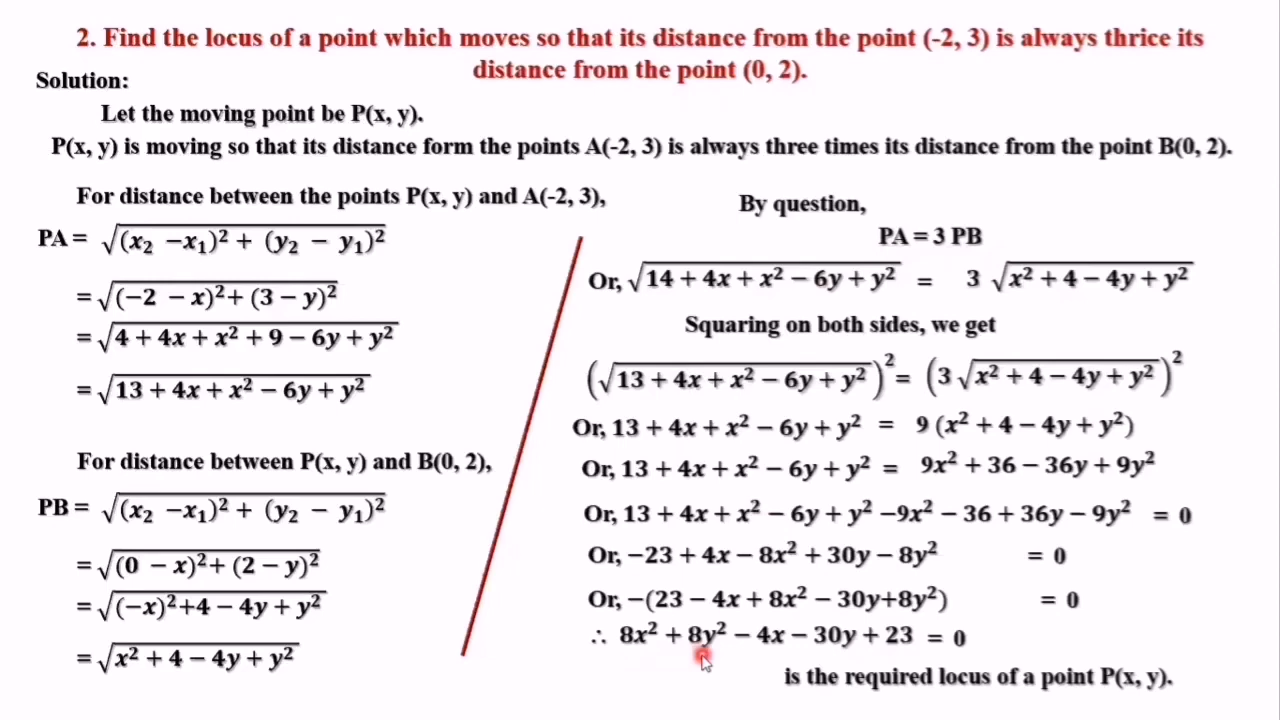 2. Find the locus of a point which moves so that its distance from the point (-2, 3) is always thrice its
distance from the point (0, 2).
Solution:
Let the moving point be P(x, y).
P(x, y) is moving so that its distance form the points A(-2, 3) is always three times its distance from the point B(0, 2).
For distance between the points P(x, y) and A(-2, 3),
PA = √(x₂ −x₁)² + (y₂ − y₁)²
= √(−2 − x)²+ (3 − y)²
= √4 + 4x + x² + 9 − 6y + y²
= √13 + 4x + x² − 6y + y²
For distance between P(x, y) and B(0, 2),
PB = √(x₂ −x₁)² + (y₂ − y₁)²
= √(0 − x)²+ (2 − y)²
= √(−x)²+4 − 4y + y²
= √x² + 4 − 4y + y²
By question,
PA = 3 PB
Or, √14 + 4x + x² − 6y + y² = 3 √x² + 4 − 4y + y²
Squaring on both sides, we get
(√13 + 4x + x² − 6y + y²)² = (3 √x² + 4 − 4y + y²)²
Or, 13 + 4x + x² − 6y + y² = 9 (x² + 4 − 4y + y²)
Or, 13 + 4x + x² − 6y + y² = 9x² + 36 − 36y + 9y²
Or, 13 + 4x + x² − 6y + y² −9x² − 36 + 36y − 9y² = 0
Or, −23 + 4x − 8x² + 30y − 8y² = 0
Or, −(23 − 4x + 8x² − 30y+8y²) = 0
∴ 8x² + 8y² − 4x − 30y + 23 = 0
is the required locus of a point P(x, y).